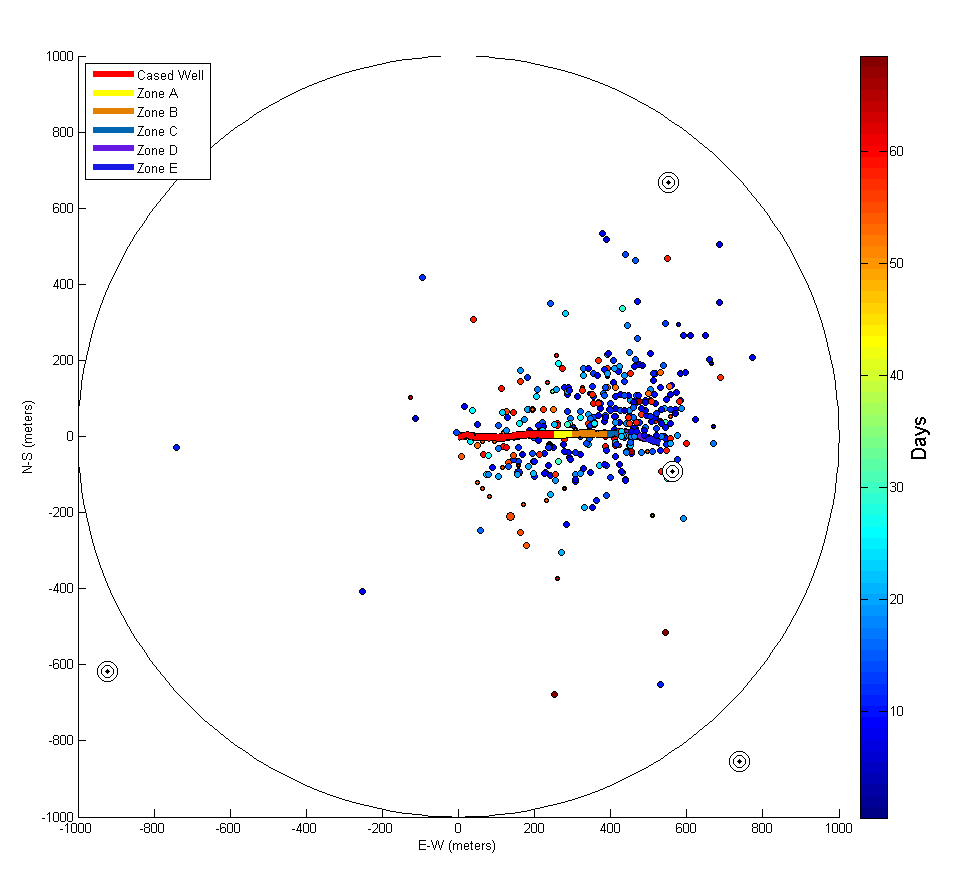 1000
800
600
400
200
0
-200
-400
-600
-800
-1000
N-S (meters)
Cased Well
Zone A
Zone B
Zone C
Zone D
Zone E
-1000 -800 -600 -400 -200 0 200 400 600 800 1000
E-W (meters)
60
50
40
30
20
10
Days